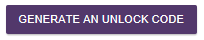 GENERATE AN UNLOCK CODE